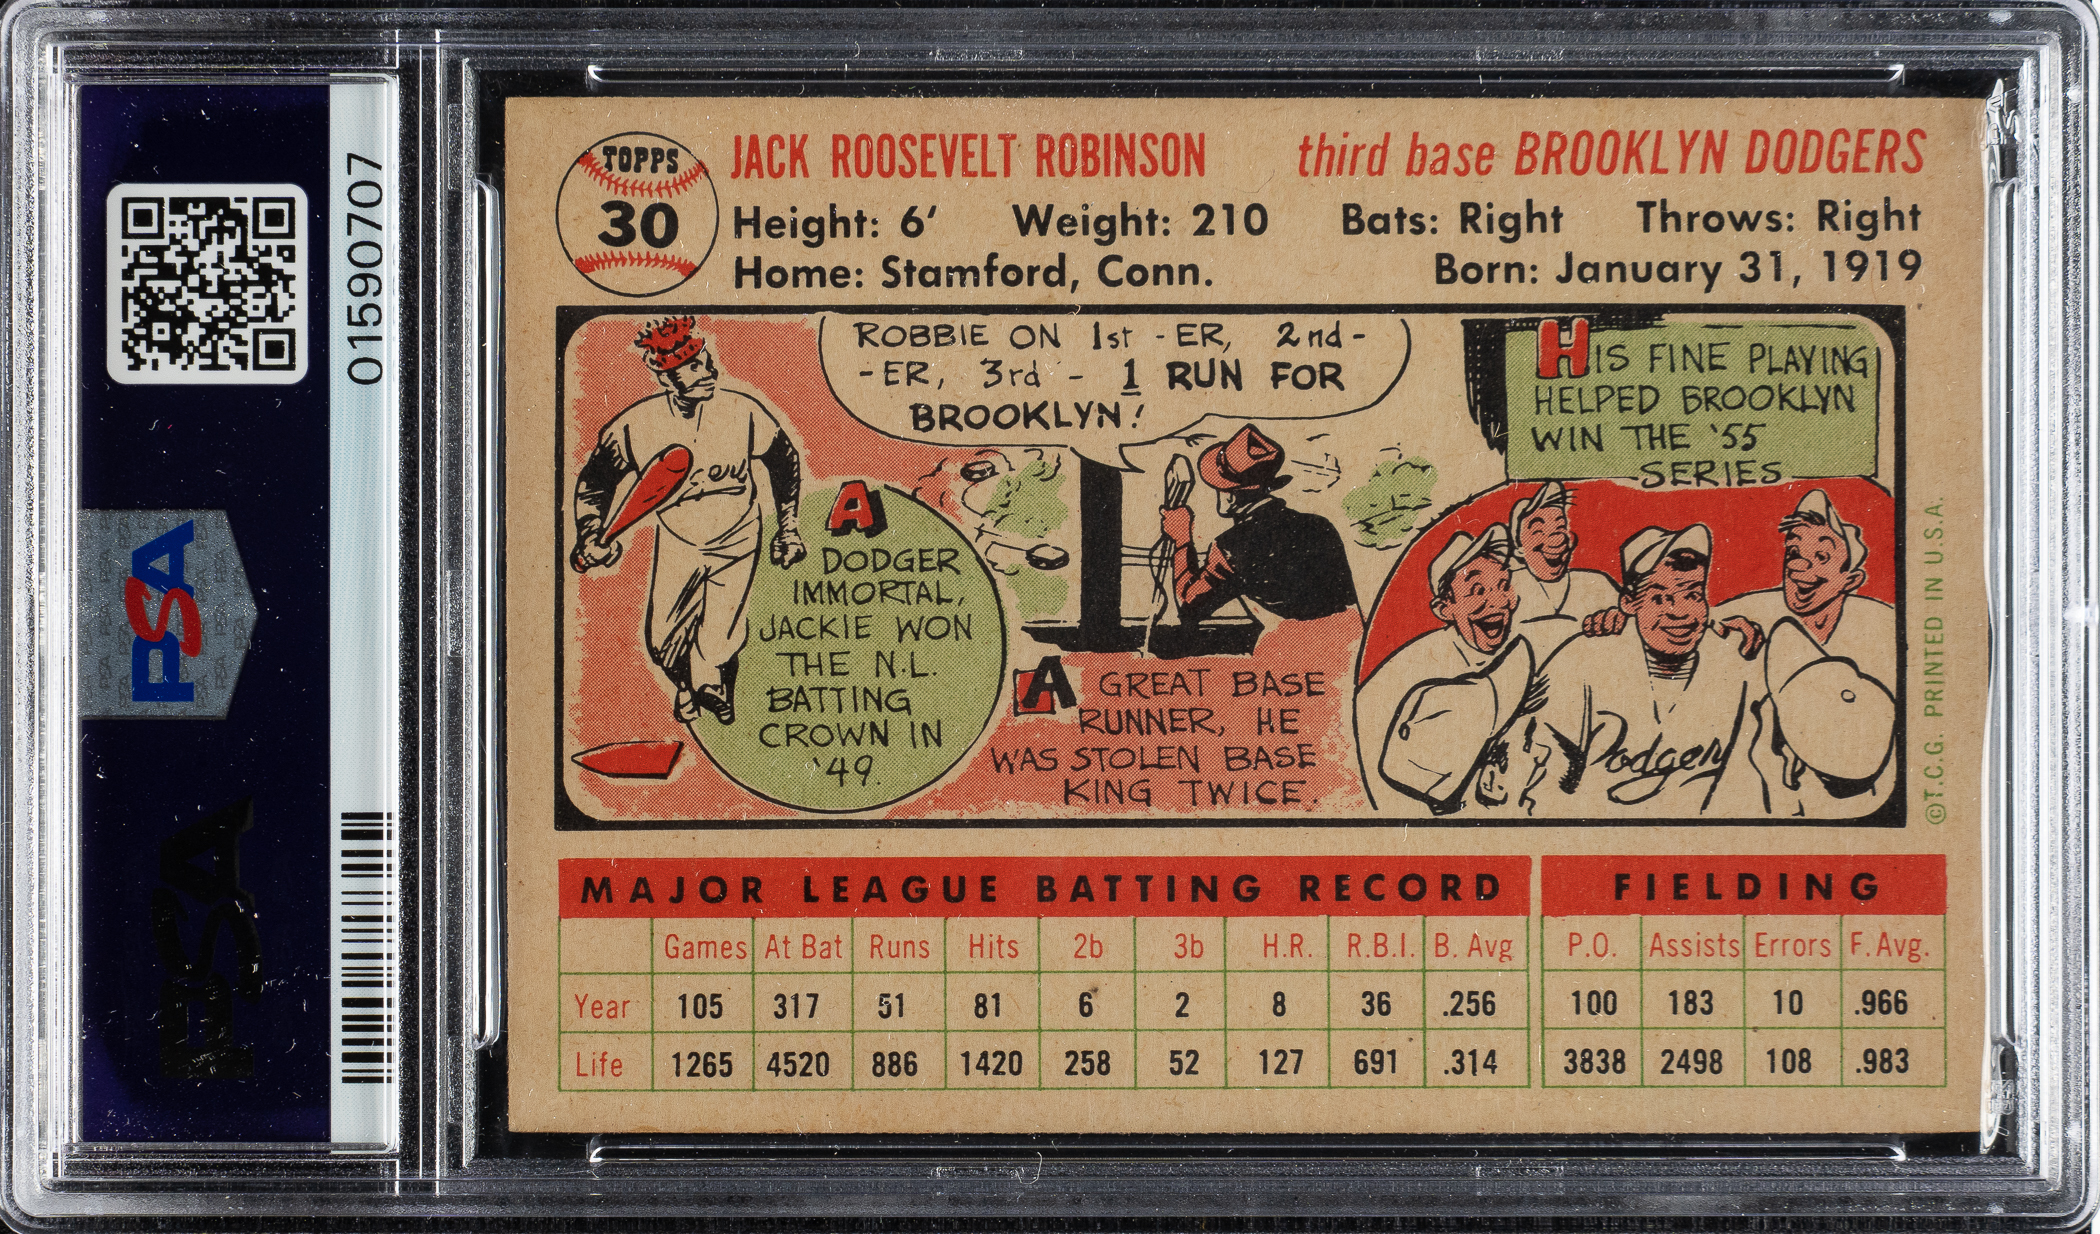 01590707
PSA
PSA
TOPPS
30
JACK ROOSEVELT ROBINSON third base BROOKLYN DODGERS
Height: 6' Weight: 210 Bats: Right Throws: Right
Home: Stamford, Conn. Born: January 31, 1919
ROBBIE ON 1st -ER, 2nd-
-ER, 3rd - 1 RUN FOR
BROOKLYN!
HIS FINE PLAYING
HELPED BROOKLYN
WIN THE '55
SERIES
A
DODGER
IMMORTAL,
JACKIE WON
THE N.L.
BATTING
CROWN IN
'49.
A GREAT BASE
RUNNER, HE
WAS STOLEN BASE
KING TWICE.
Dodgers
©T.C.G. PRINTED IN U.S.A.
MAJOR LEAGUE BATTING RECORD FIELDING
Games At Bat Runs Hits 2b 3b H.R. R.B.I. B. Avg P.O. Assists Errors F. Avg.
Year 105 317 51 81 6 2 8 36 .256 100 183 10 .966
Life 1265 4520 886 1420 258 52 127 691 .314 3838 2498 108 .983